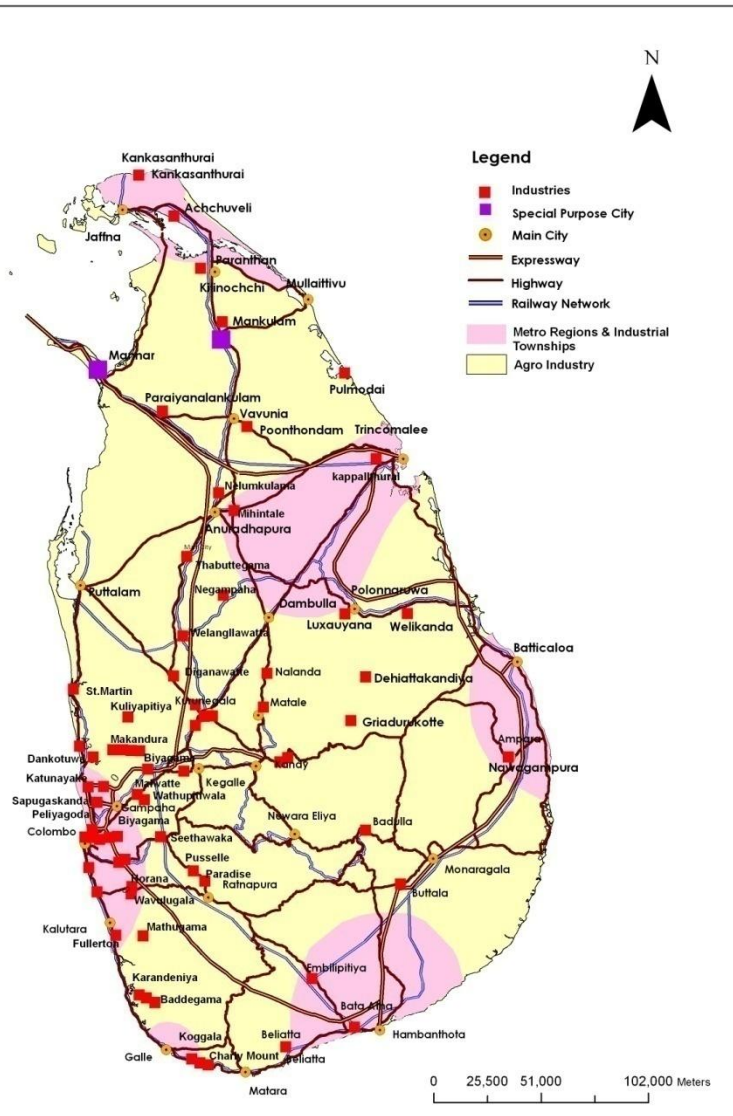 N
Legend
Industries
Special Purpose City
Main City
Expressway
Highway
Railway Network
Metro Regions & Industrial
Townships
Agro Industry
Kankasanthurai
Kankasanthurai
Achchuveli
Jaffna
Paranthan
Kilinochchi
Mullaittivu
Mankulam
Mannar
Pulmodai
Paraiyanalankulam
Vavunia
Poonthondam
Trincomalee
kappalthurai
Nelumkulama
Mihintale
Anuradhapura
Thabuttegama
Negampaha
Puttalam
Polonnaruwa
Dambulla
Luxauyana
Welikanda
Welangllawatta
Batticaloa
Diganawatte
Nalanda
Dehiattakandiya
St.Martin
Kurunegala
Matale
Kuliyapitiya
Griadurukotte
Makandura
Ampara
Dankotuwa
Biyagama
Kandy
Nawagampura
Katunayake
Malwatte
Kegalle
Wathupitiwala
Sapugaskanda
Gampaha
Peliyagoda
Biyagama
Newara Eliya
Badulla
Colombo
Seethawaka
Monaragala
Pusselle
Paradise
Horana
Ratnapura
Buttala
Wavulugala
Kalutara
Fullerton
Mathugama
Embilipitiya
Karandeniya
Baddegama
Bata Atha
Hambanthota
Koggala
Beliatta
Galle
Charly Mount
Beliatta
Matara
0 25,500 51,000 102,000 Meters